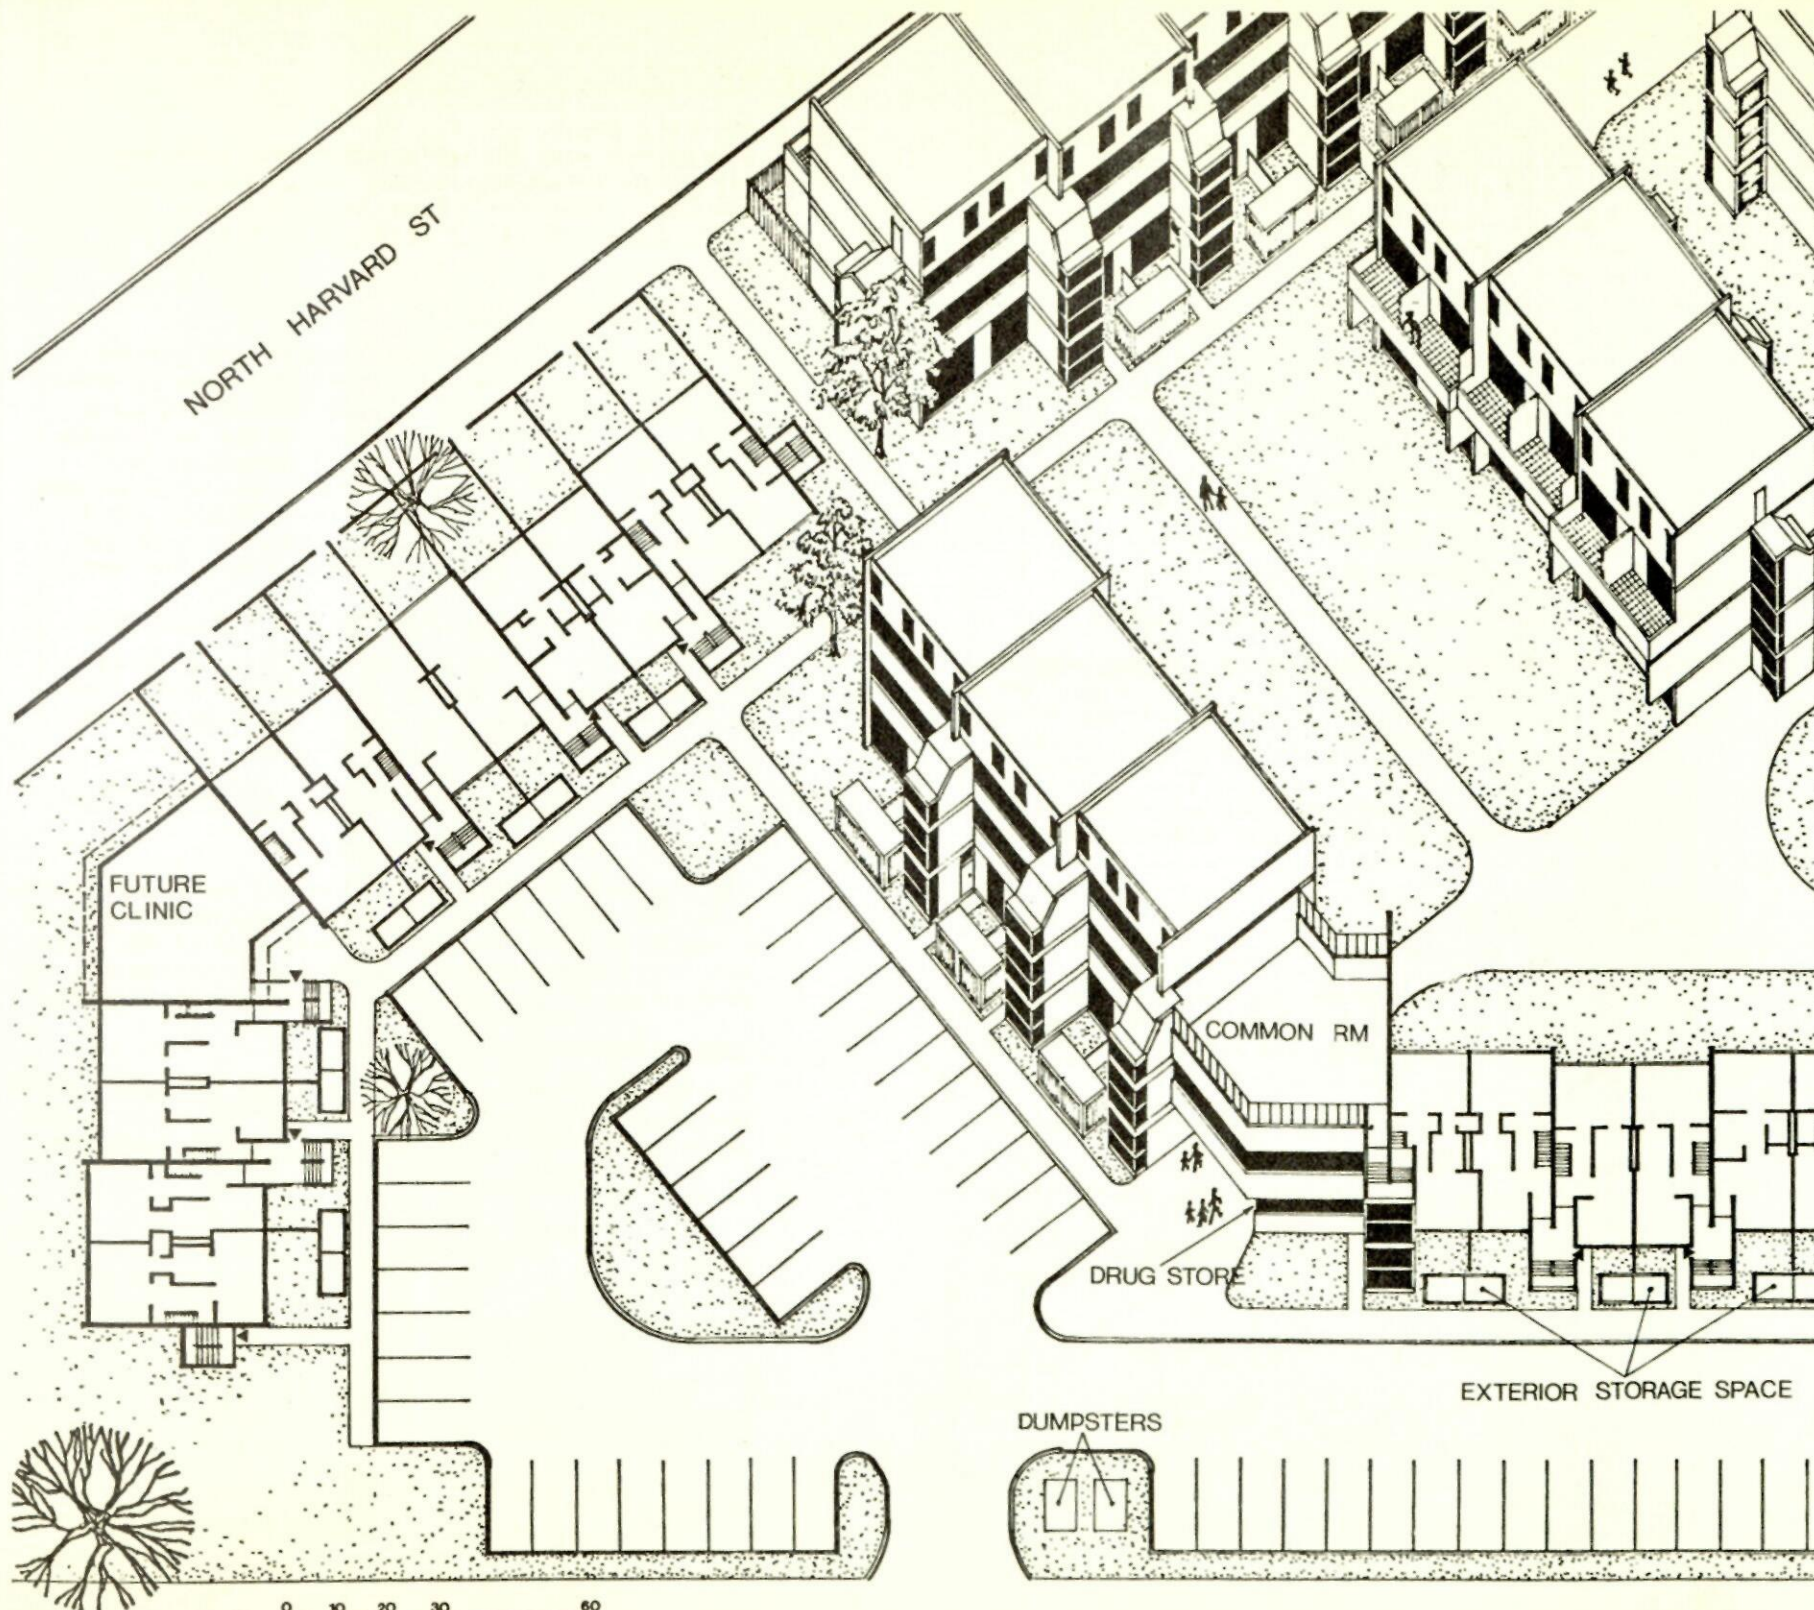 NORTH HARVARD ST
FUTURE
CLINIC
COMMON RM
DRUG STORE
EXTERIOR STORAGE SPACE
DUMPSTERS
0 10 20 30 60